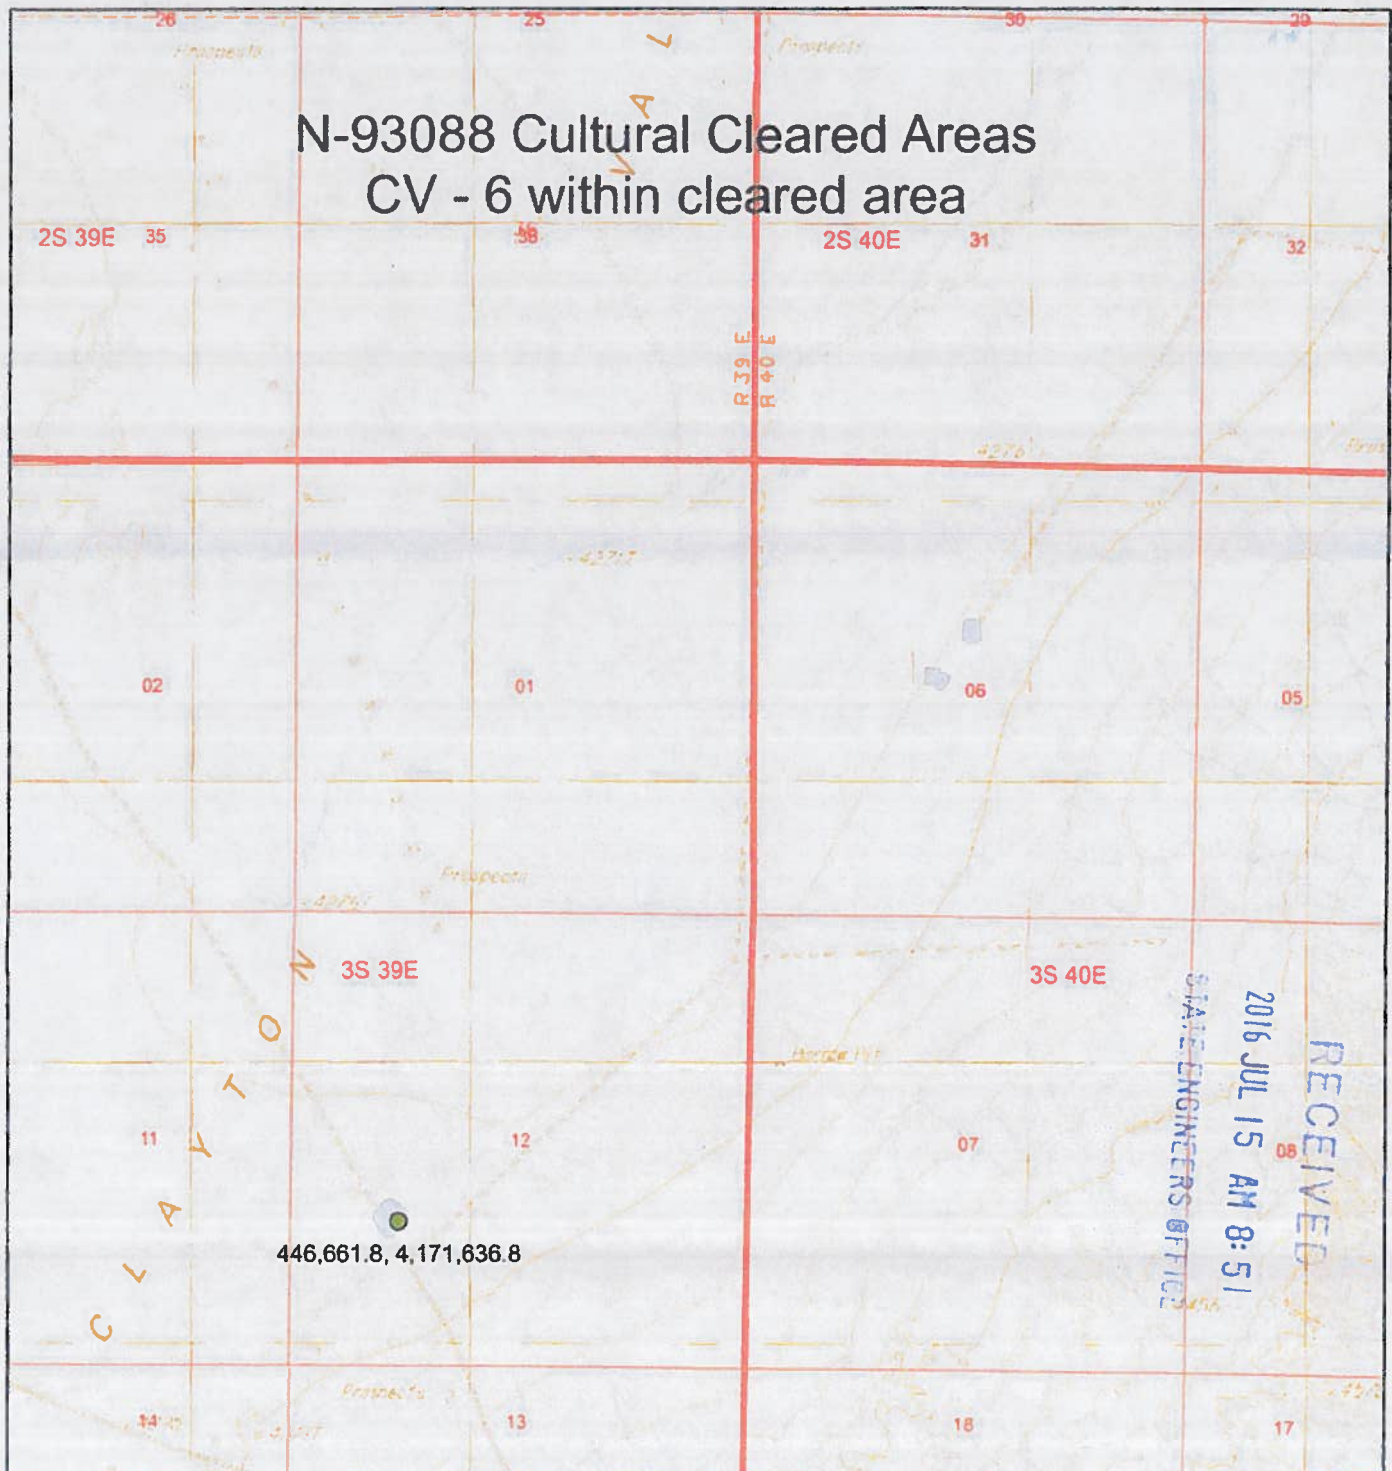 26 25 30 29
Prospects Prospects
N-93088 Cultural Cleared Areas
CV - 6 within cleared area
2S 39E 35 36 2S 40E 31 32
R 39 E
R 40 E
4276
02 01 06 05
Prospects
3S 39E 3S 40E
Borrow Pit
11 12 07 08
446,661.8, 4,171,636.8
CLAYTON VAL
Prospects
14 13 18 17
RECEIVED
2016 JUL 15 AM 8:51
STATE ENGINEERS OFFICE